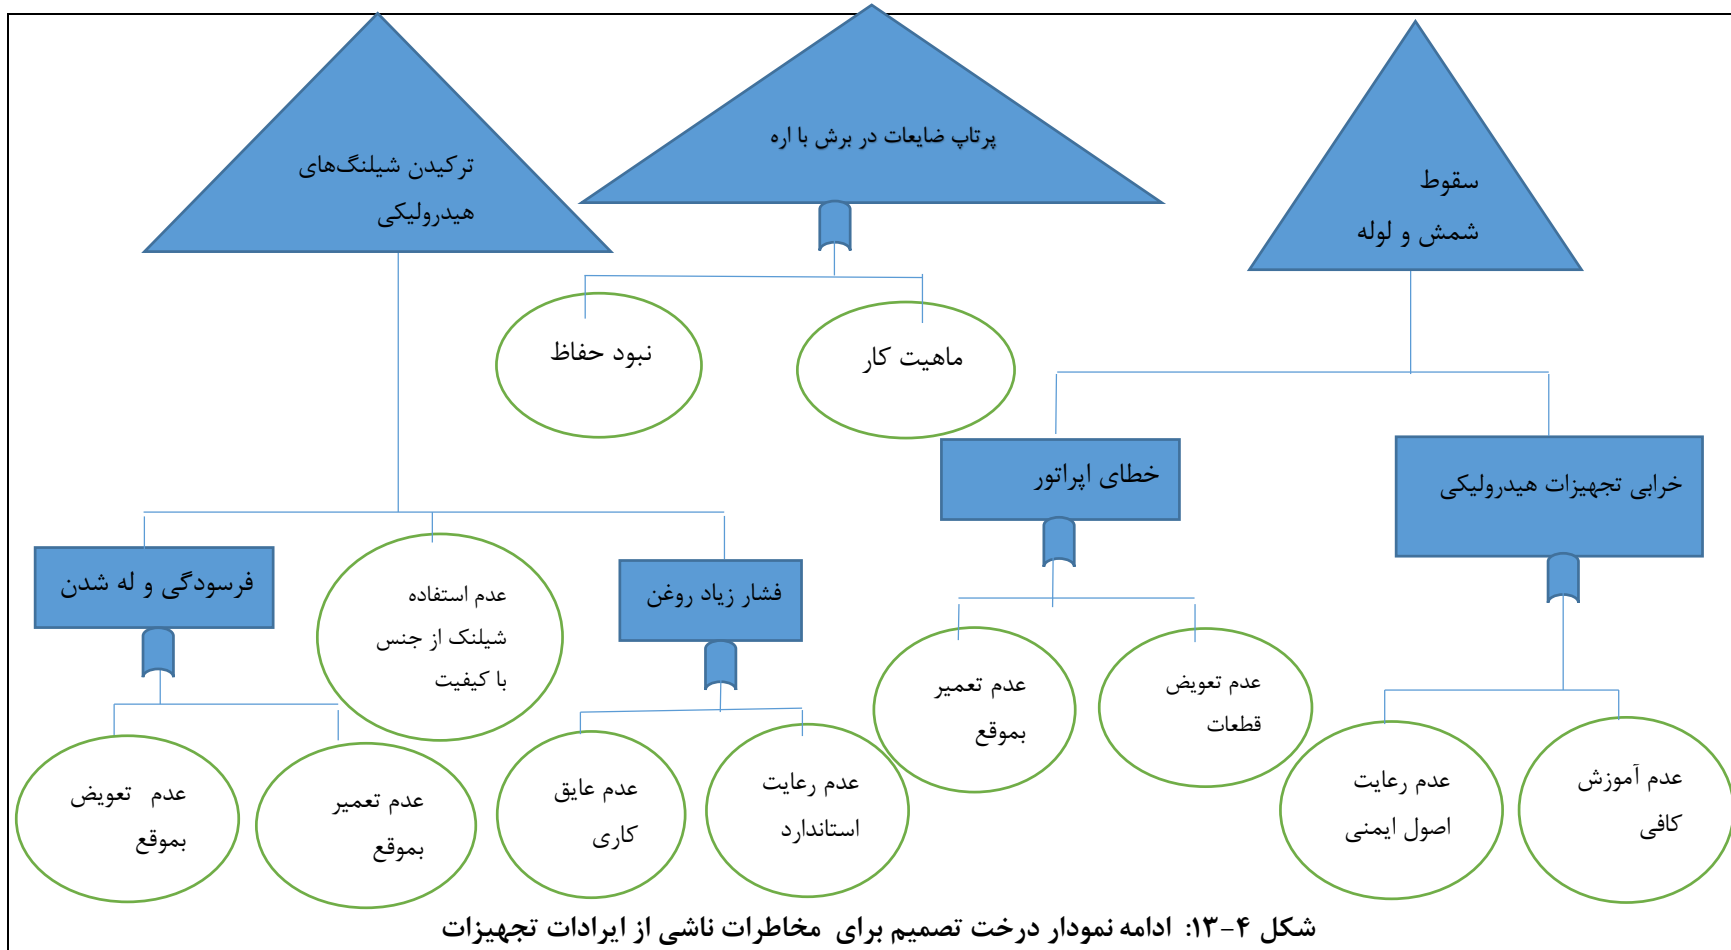 سقوط
شمش و لوله
پرتاپ ضایعات در برش با اره
ترکیدن شیلنگ‌های
هیدرولیکی
ماهیت کار
نبود حفاظ
خرابی تجهیزات هیدرولیکی
خطای اپراتور
فشار زیاد روغن
عدم استفاده
شیلنک از جنس
با کیفیت
فرسودگی و له شدن
عدم آموزش
کافی
عدم رعایت
اصول ایمنی
عدم تعویض
قطعات
عدم تعمیر
بموقع
عدم رعایت
استاندارد
عدم عایق
کاری
عدم تعمیر
بموقع
عدم تعویض
بموقع
شکل ۴-۱۳: ادامه نمودار درخت تصمیم برای مخاطرات ناشی از ایرادات تجهیزات